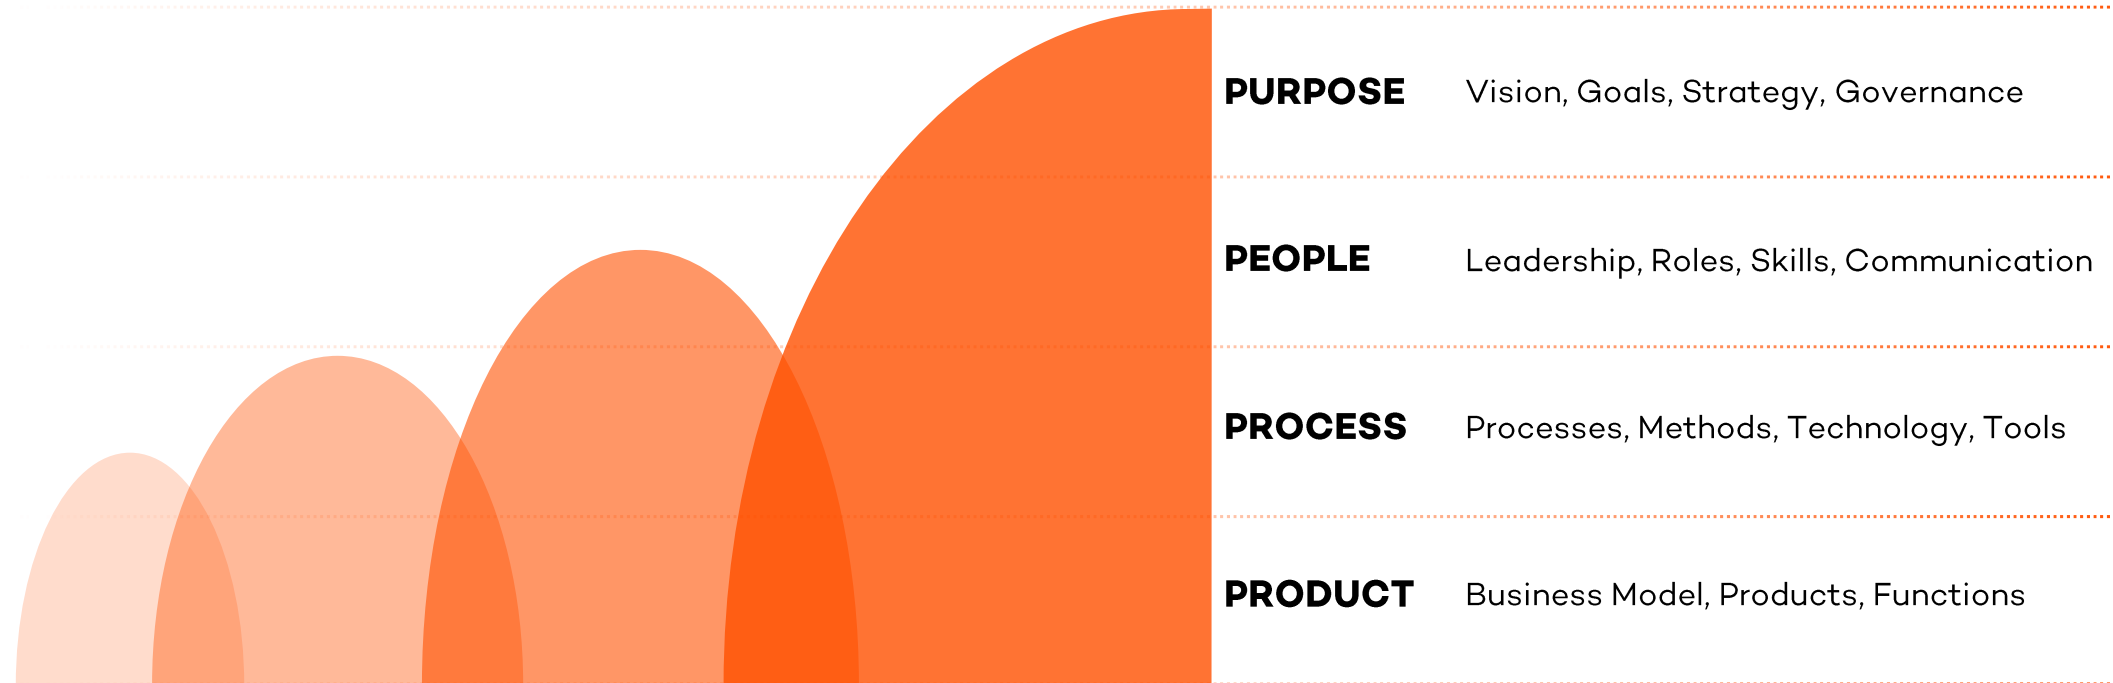 PURPOSE Vision, Goals, Strategy, Governance
PEOPLE Leadership, Roles, Skills, Communication
PROCESS Processes, Methods, Technology, Tools
PRODUCT Business Model, Products, Functions